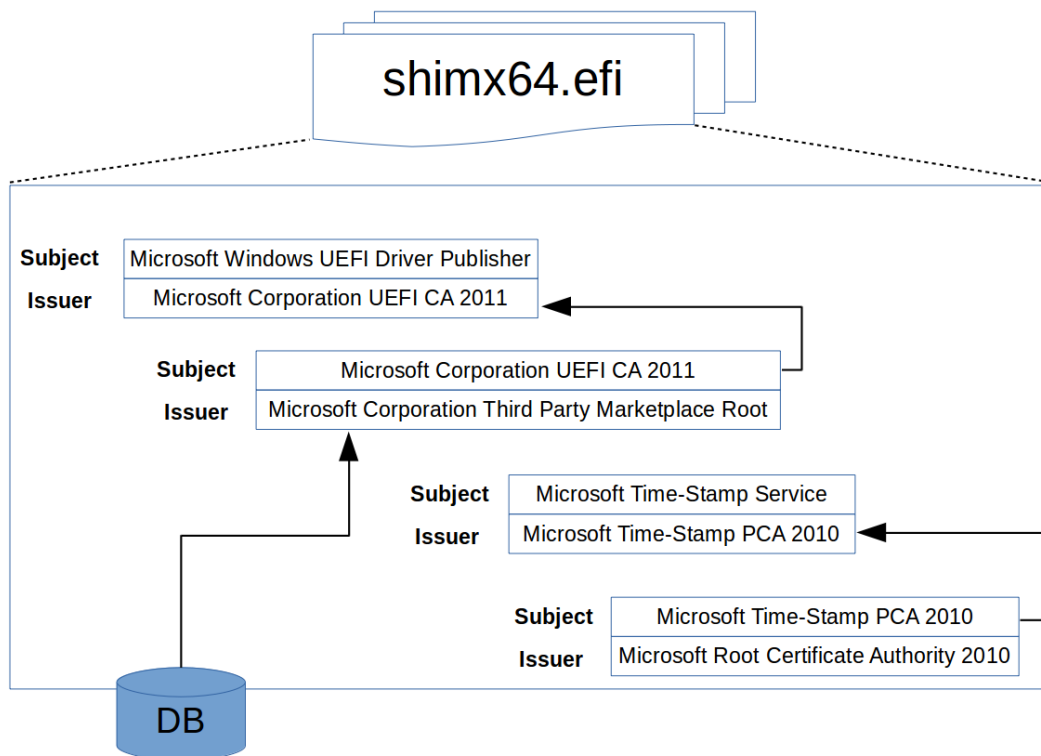 shimx64.efi
Subject
Microsoft Windows UEFI Driver Publisher
Issuer
Microsoft Corporation UEFI CA 2011
Subject
Microsoft Corporation UEFI CA 2011
Issuer
Microsoft Corporation Third Party Marketplace Root
Subject
Microsoft Time-Stamp Service
Issuer
Microsoft Time-Stamp PCA 2010
Subject
Microsoft Time-Stamp PCA 2010
Issuer
Microsoft Root Certificate Authority 2010
DB